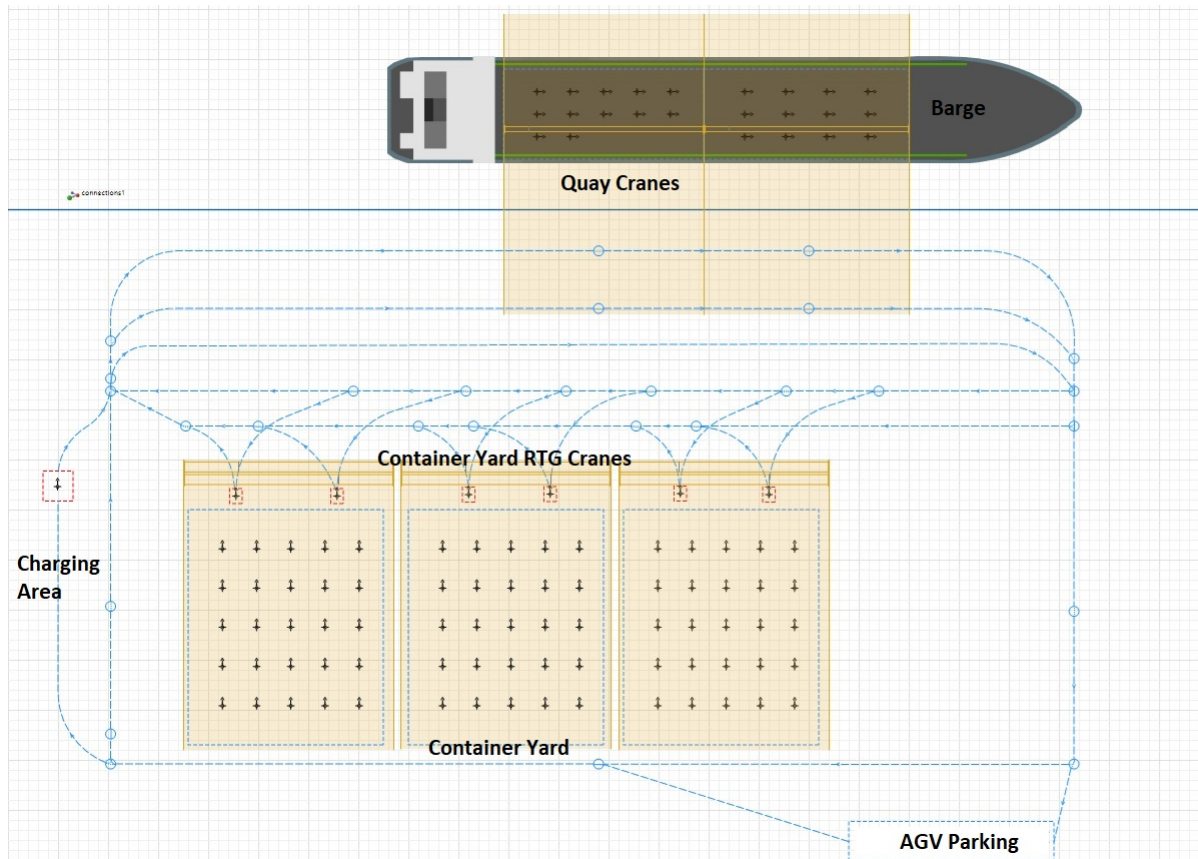 Barge
Quay Cranes
connections1
Container Yard RTG Cranes
Charging
Area
Container Yard
AGV Parking